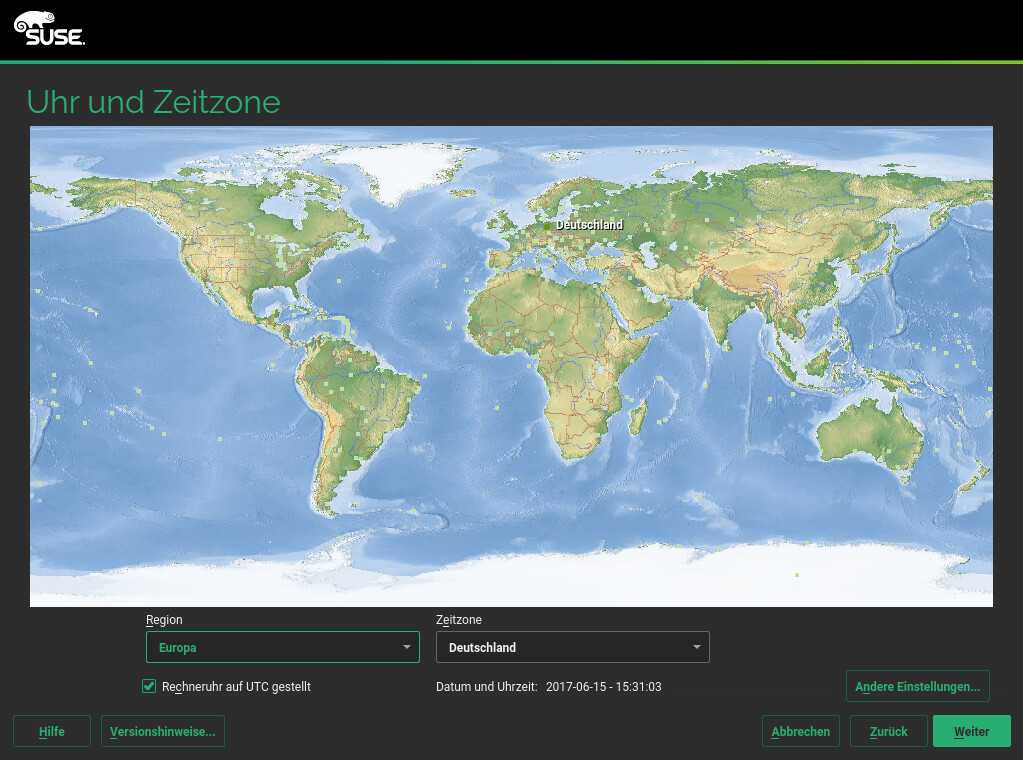 SUSE
Uhr und Zeitzone
Deutschland
Region Zeitzone
Europa Deutschland
Rechneruhr auf UTC gestellt Datum und Uhrzeit: 2017-06-15 - 15:31:03
Andere Einstellungen...
Hilfe Versionshinweise... Abbrechen Zurück Weiter